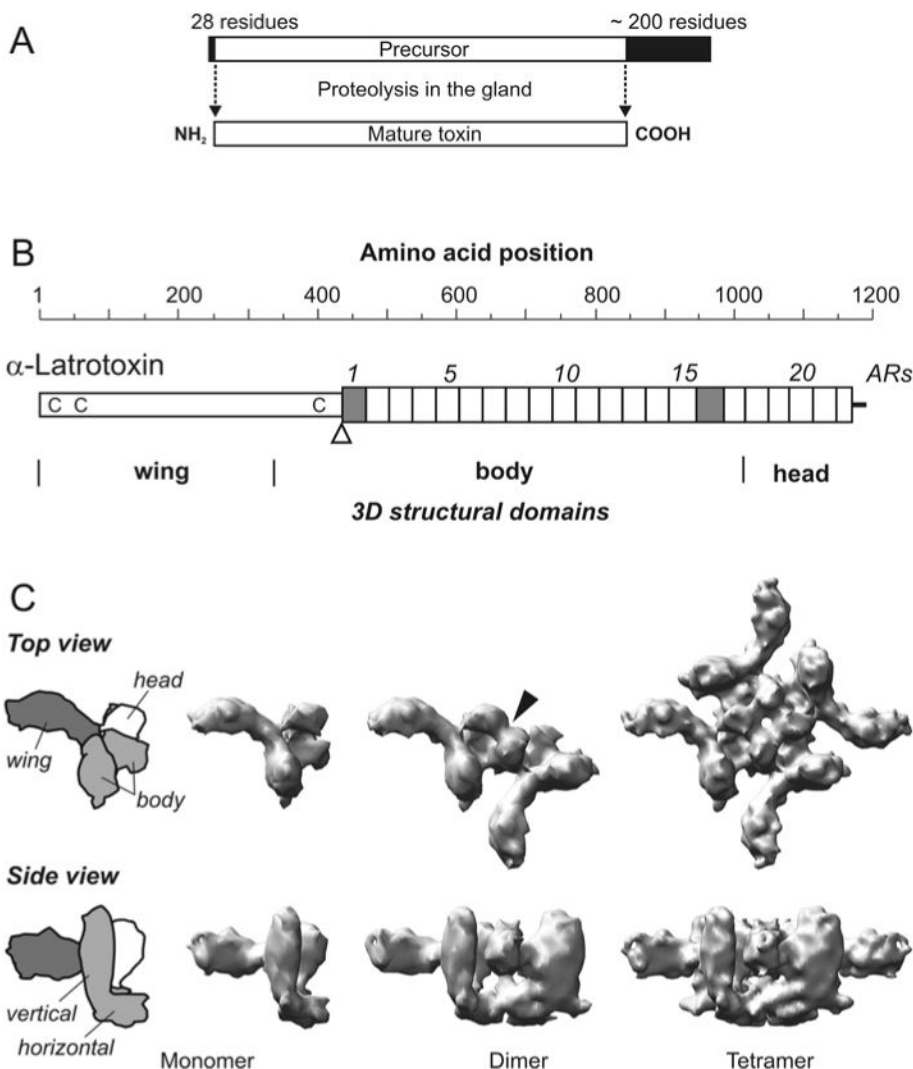 A
28 residues ~ 200 residues
Precursor
Proteolysis in the gland
NH₂ Mature toxin COOH
B
Amino acid position
1 200 400 600 800 1000 1200
α-Latrotoxin 1 5 10 15 20 ARs
C C C
wing body head
3D structural domains
C
Top view
head
wing
body
Side view
vertical
horizontal
Monomer Dimer Tetramer